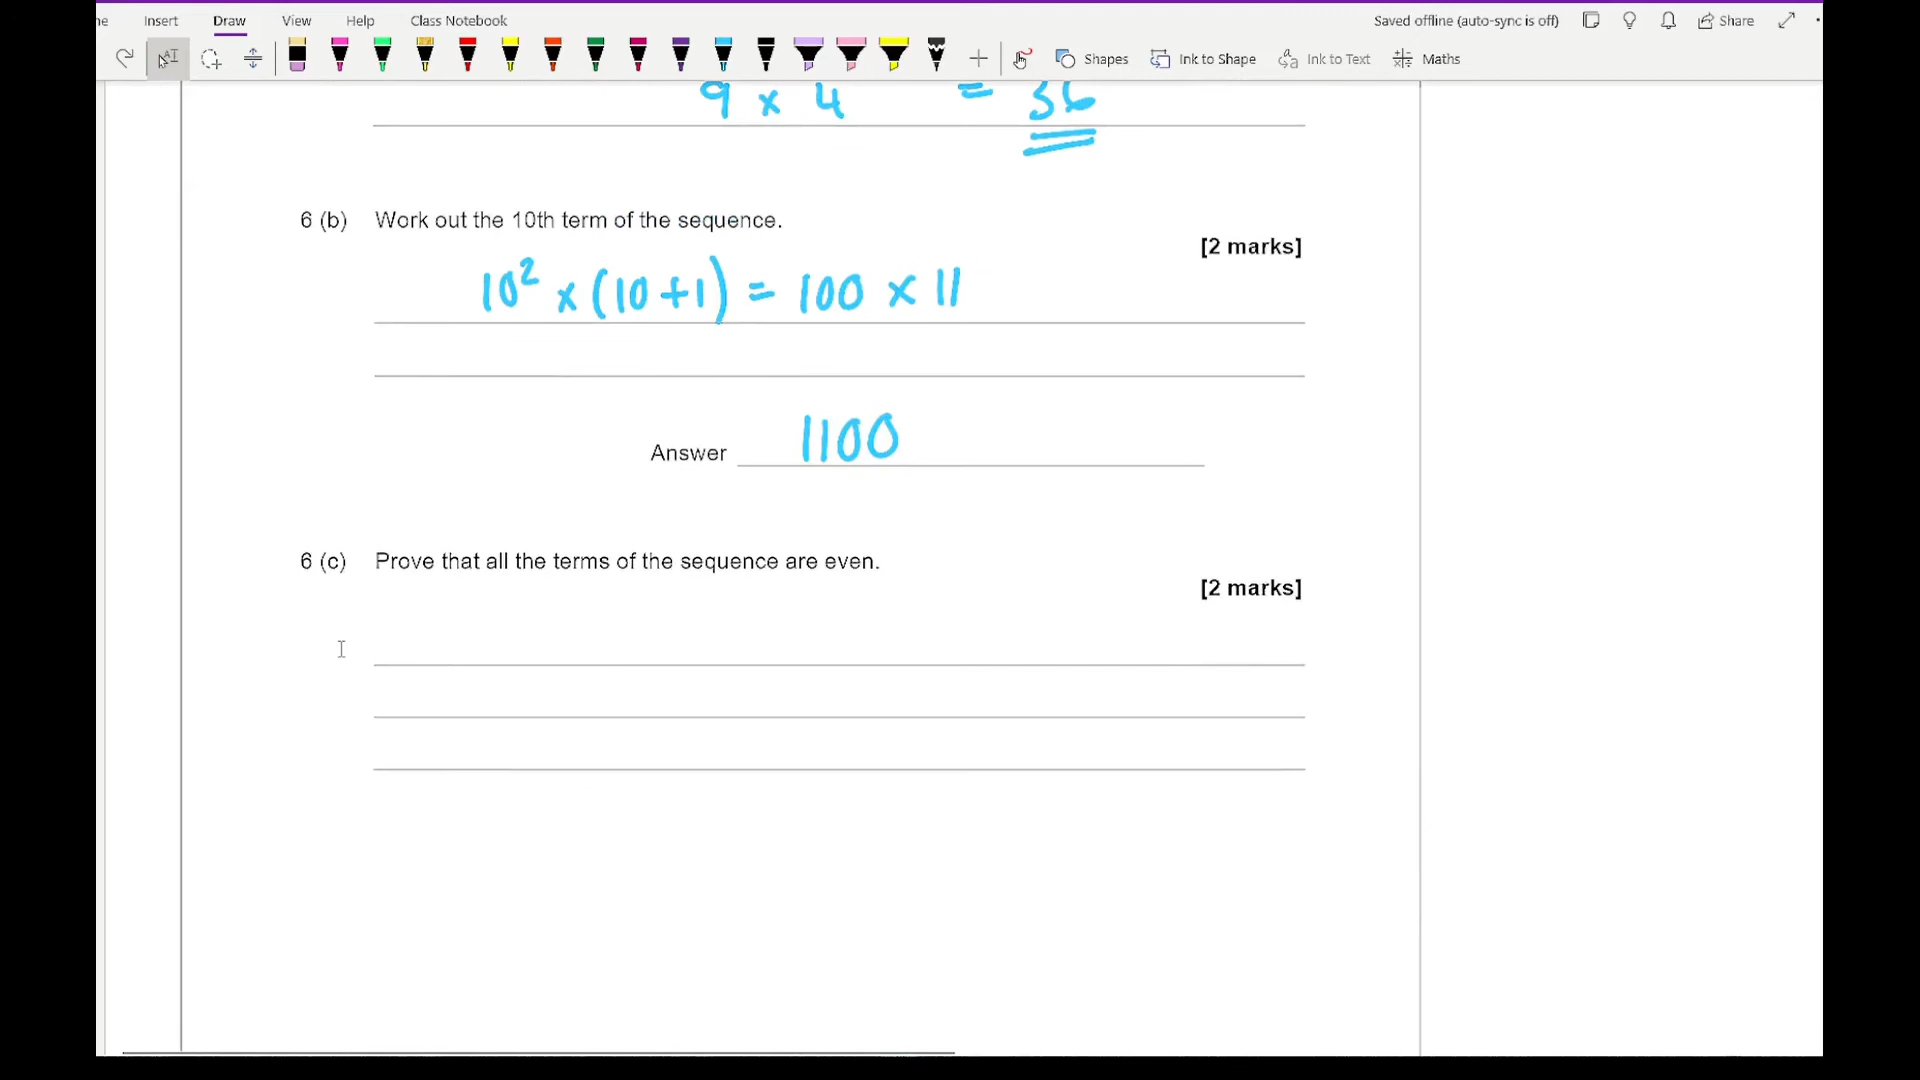 Insert Draw View Help Class Notebook Saved offline (auto-sync is off) Share
Shapes Ink to Shape Ink to Text Maths
9 x 4 = 36
6 (b) Work out the 10th term of the sequence.
[2 marks]
10² x (10 + 1) = 100 x 11
Answer 1100
6 (c) Prove that all the terms of the sequence are even.
[2 marks]